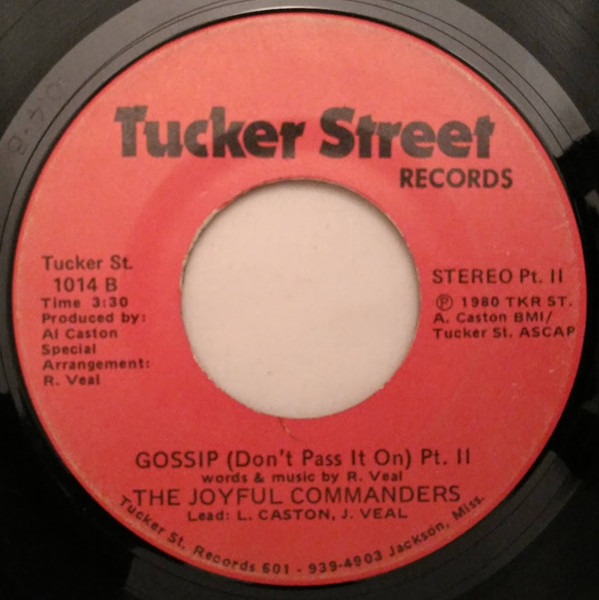 Tucker Street
RECORDS
Tucker St.
1014 B
Time 3:30
Produced by:
Al Caston
Special
Arrangement:
R. Veal
STEREO Pt. II
℗ 1980 TKR ST.
A. Caston BMI/
Tucker St. ASCAP
GOSSIP (Don't Pass It On) Pt. II
words & music by R. Veal
THE JOYFUL COMMANDERS
Lead: L. CASTON, J. VEAL
Tucker St. Records 601 - 939-4903 Jackson, Miss.